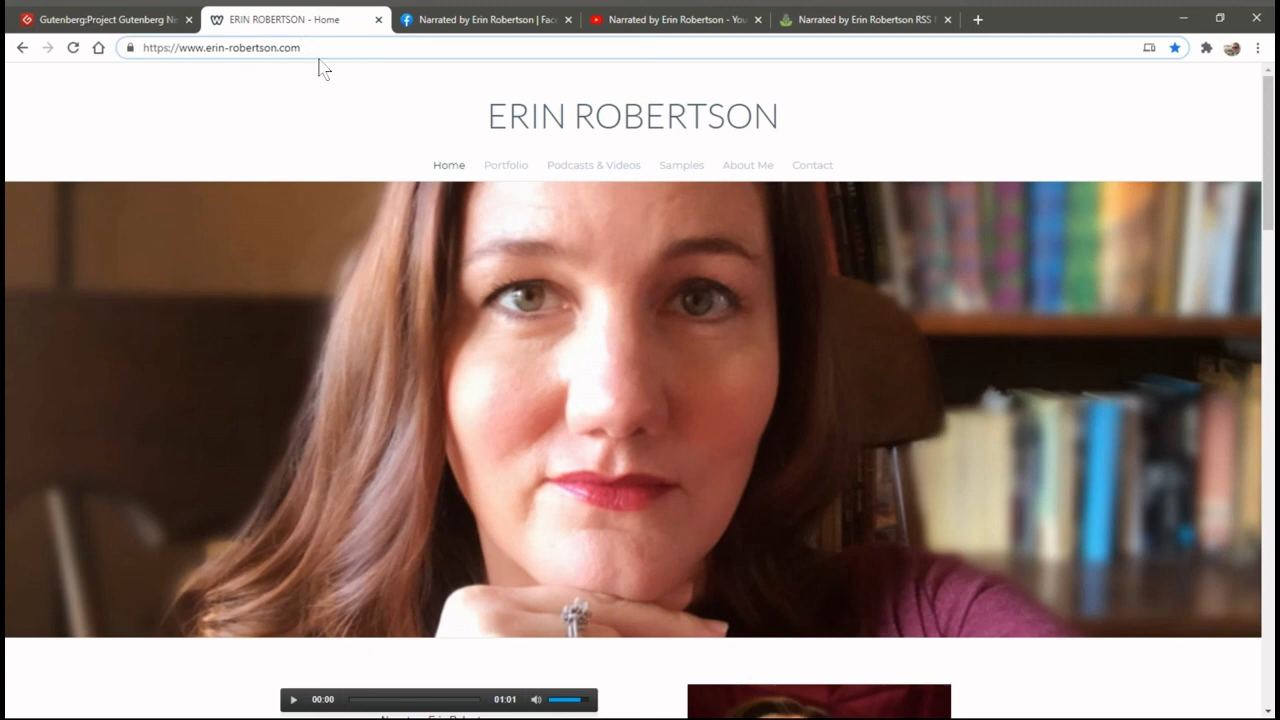 Gutenberg:Project Gutenberg Ne
ERIN ROBERTSON - Home
Narrated by Erin Robertson | Fac
Narrated by Erin Robertson - You
Narrated by Erin Robertson RSS
https://www.erin-robertson.com
ERIN ROBERTSON
Home Portfolio Podcasts & Videos Samples About Me Contact
00:00 01:01